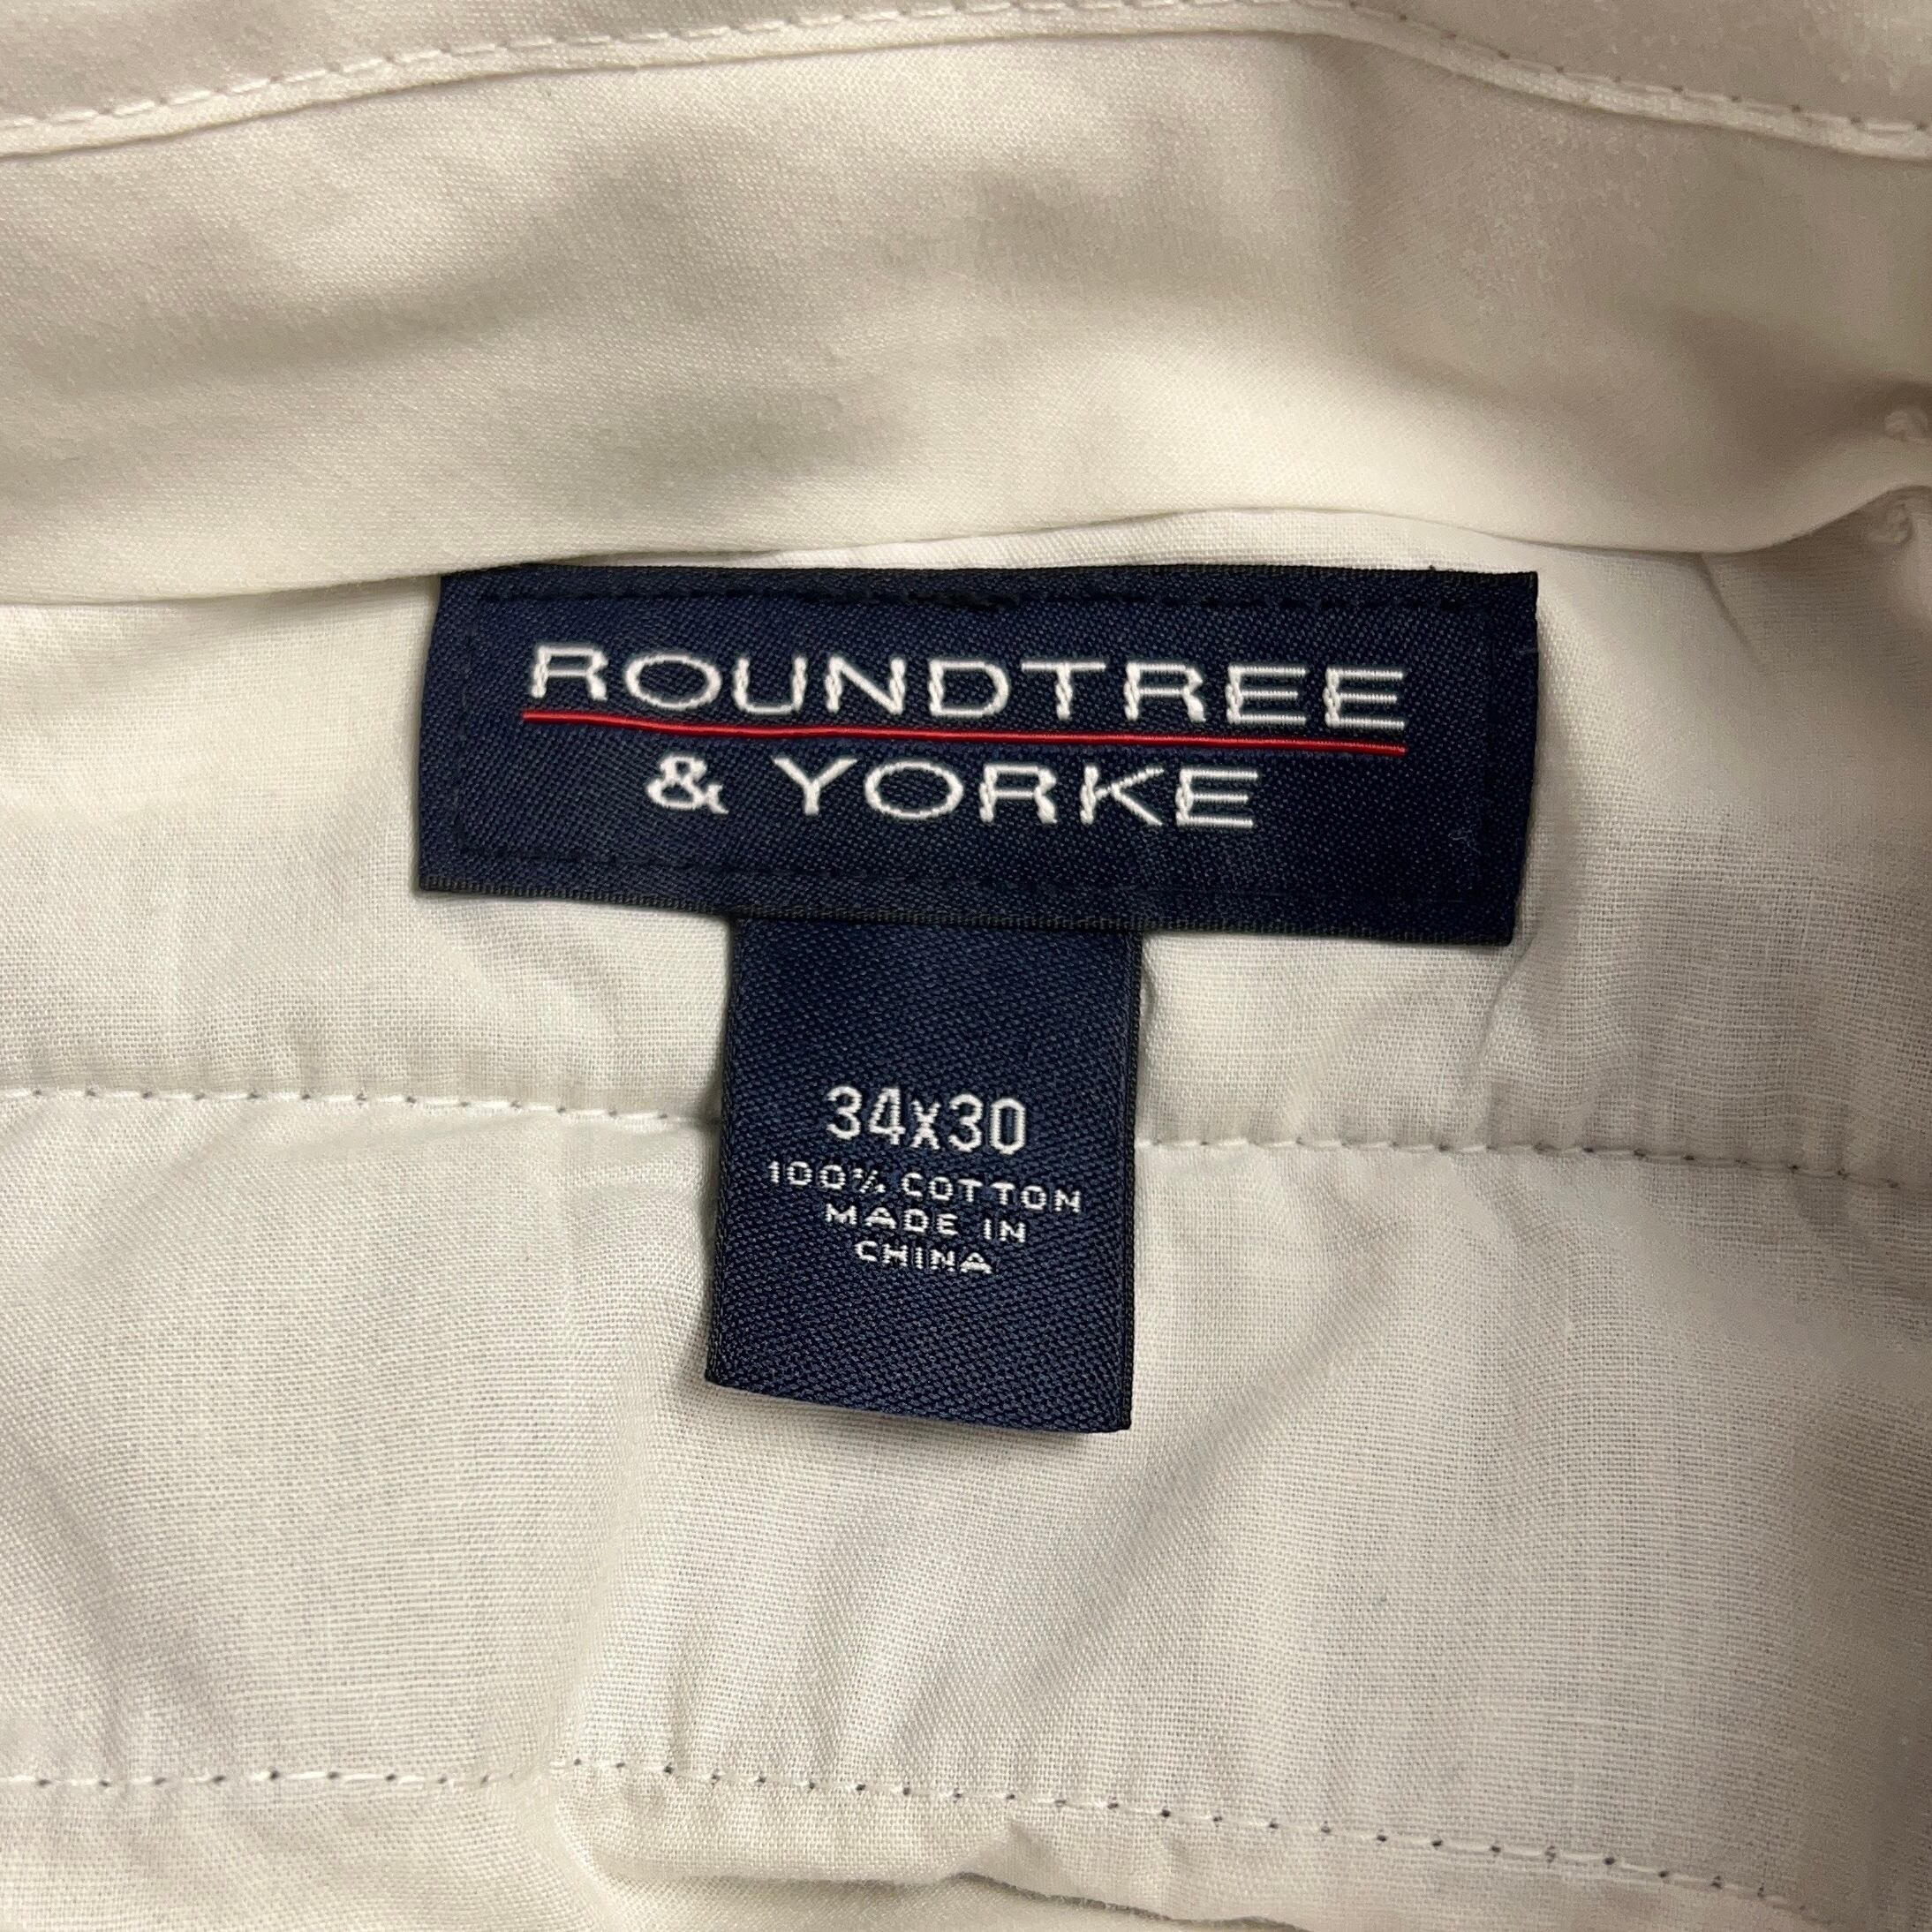 ROUNDTREE
& YORKE
34x30
100% COTTON
MADE IN
CHINA